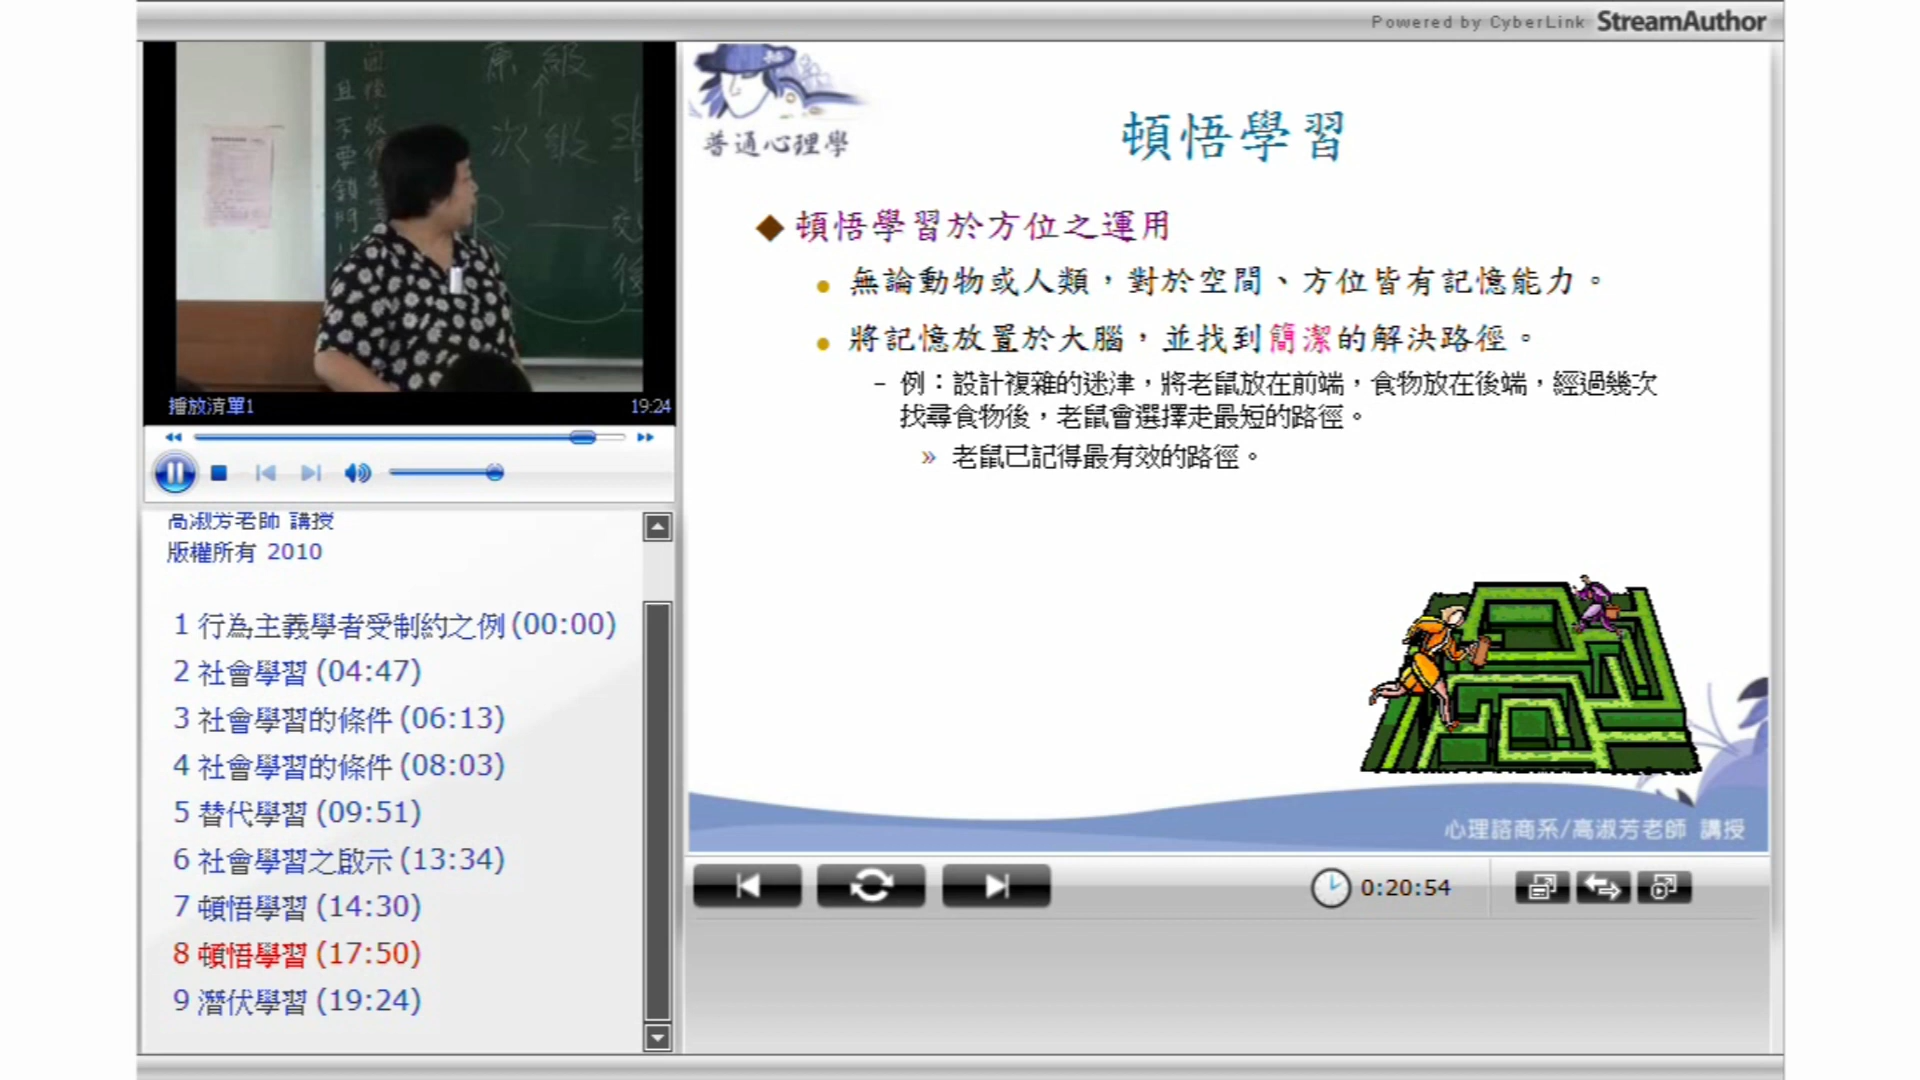 Powered by CyberLink StreamAuthor
原 級
次 級
且
不
要
鎖
門
播放清單1
19:24
高淑芳老師 講授
版權所有 2010
1 行為主義學者受制約之例 (00:00)
2 社會學習 (04:47)
3 社會學習的條件 (06:13)
4 社會學習的條件 (08:03)
5 替代學習 (09:51)
6 社會學習之啟示 (13:34)
7 頓悟學習 (14:30)
8 頓悟學習 (17:50)
9 潛伏學習 (19:24)
普通心理學
頓悟學習
頓悟學習於方位之運用
無論動物或人類，對於空間、方位皆有記憶能力。
將記憶放置於大腦，並找到簡潔的解決路徑。
– 例：設計複雜的迷津，將老鼠放在前端，食物放在後端，經過幾次
找尋食物後，老鼠會選擇走最短的路徑。
» 老鼠已記得最有效的路徑。
心理諮商系/高淑芳老師 講授
0:20:54